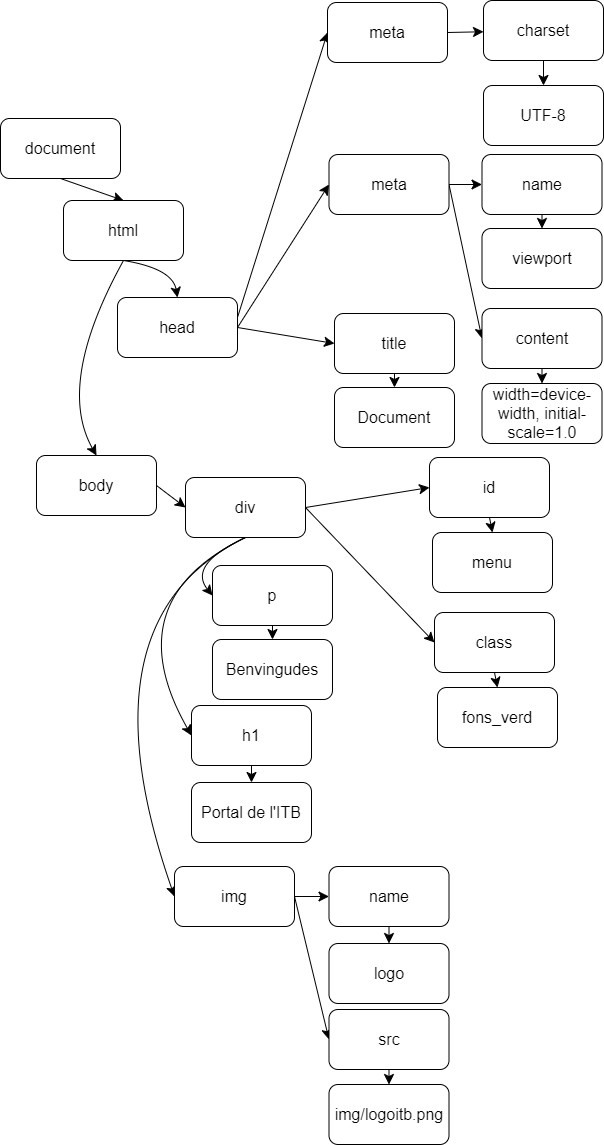 meta
charset
UTF-8
document
meta
name
html
viewport
head
title
content
Document
width=device-
width, initial-
scale=1.0
body
div
id
menu
p
class
Benvingudes
fons_verd
h1
Portal de l'ITB
img
name
logo
src
img/logoitb.png